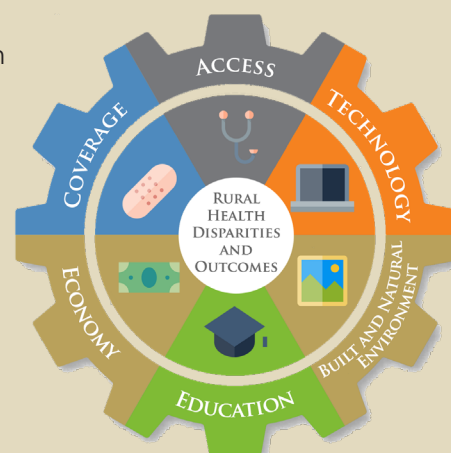 n
ACCESS
TECHNOLOGY
BUILT AND NATURAL
ENVIRONMENT
EDUCATION
ECONOMY
COVERAGE
RURAL
HEALTH
DISPARITIES
AND
OUTCOMES